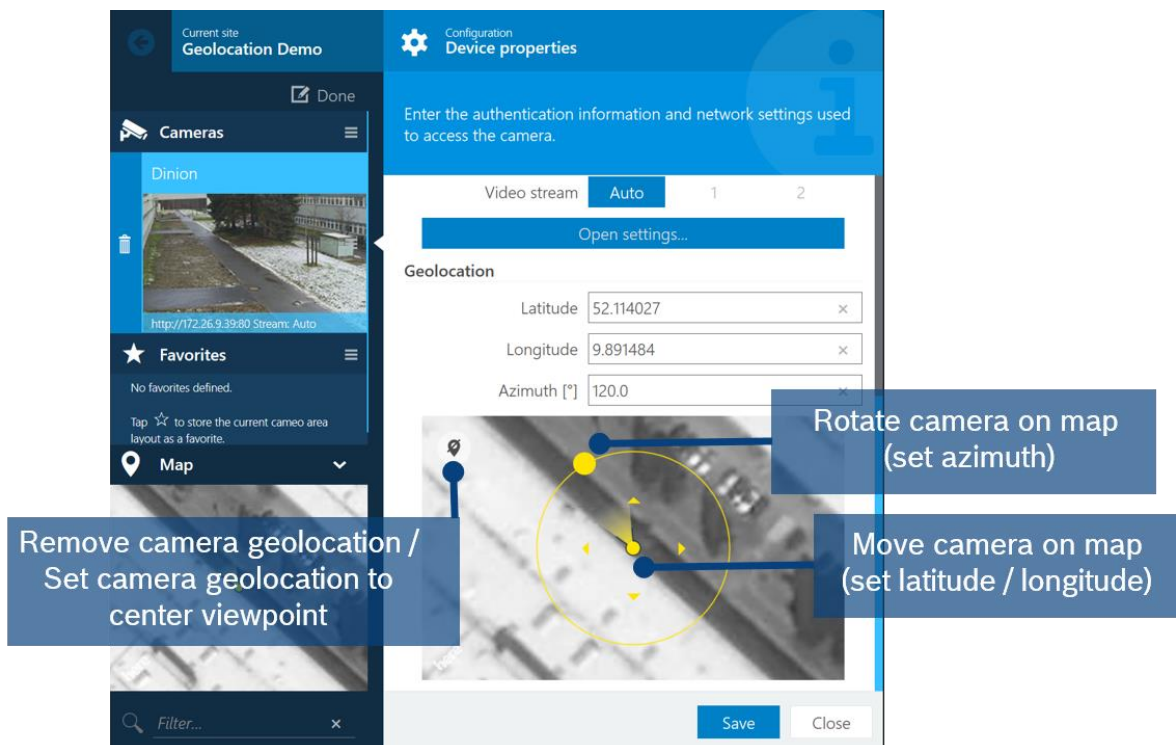 Current site
Geolocation Demo
Done
Cameras
Dinion
http://172.26.9.39:80 Stream: Auto
Favorites
No favorites defined.
Tap ☆ to store the current cameo area
layout as a favorite.
Map
here
Filter...
Configuration
Device properties
Enter the authentication information and network settings used
to access the camera.
Video stream Auto 1 2
Open settings...
Geolocation
Latitude 52.114027
Longitude 9.891484
Azimuth [°] 120.0
here
Save Close
Rotate camera on map
(set azimuth)
Move camera on map
(set latitude / longitude)
Remove camera geolocation /
Set camera geolocation to
center viewpoint